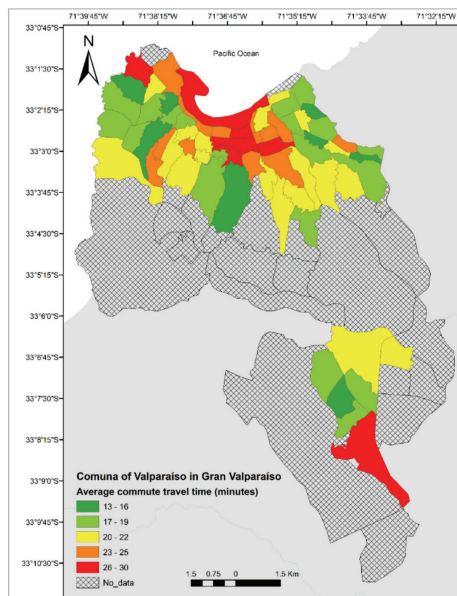 71°39'45"W 71°38'15"W 71°36'45"W 71°35'15"W 71°33'45"W 71°32'15"W
33°0'45"S
N
Pacific Ocean
33°1'30"S
33°2'15"S
33°3'0"S
33°3'45"S
33°4'30"S
33°5'15"S
33°6'0"S
33°6'45"S
33°7'30"S
33°8'15"S
33°9'0"S
33°9'45"S
33°10'30"S
Comuna of Valparaíso in Gran Valparaíso
Average commute travel time (minutes)
13 - 16
17 - 19
20 - 22
23 - 25
26 - 30
No_data
1.5 0.75 0 1.5 Km